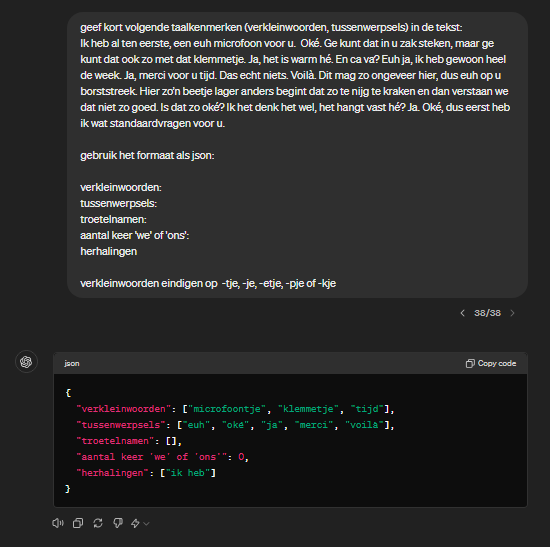 geef kort volgende taalkenmerken (verkleinwoorden, tussenwerpsels) in de tekst:
Ik heb al ten eerste, een euh microfoon voor u.  Oké. Ge kunt dat in u zak steken, maar ge
kunt dat ook zo met dat klemmetje. Ja, het is warm hé. En ca va? Euh ja, ik heb gewoon heel
de week. Ja, merci voor u tijd. Das echt niets. Voilà. Dit mag zo ongeveer hier, dus euh op u
borststreek. Hier zo'n beetje lager anders begint dat zo te nijg te kraken en dan verstaan we
dat niet zo goed. Is dat zo oké? Ik het denk het wel, het hangt vast hé? Ja. Oké, dus eerst heb
ik wat standaardvragen voor u.
gebruik het formaat als json:
verkleinwoorden:
tussenwerpsels:
troetelnamen:
aantal keer 'we' of 'ons':
herhalingen
verkleinwoorden eindigen op  -tje, -je, -etje, -pje of -kje
38/38
json
Copy code
{
"verkleinwoorden": ["microfoontje", "klemmetje", "tijd"],
"tussenwerpsels": ["euh", "oké", "ja", "merci", "voilà"],
"troetelnamen": [],
"aantal keer 'we' of 'ons'": 0,
"herhalingen": ["ik heb"]
}